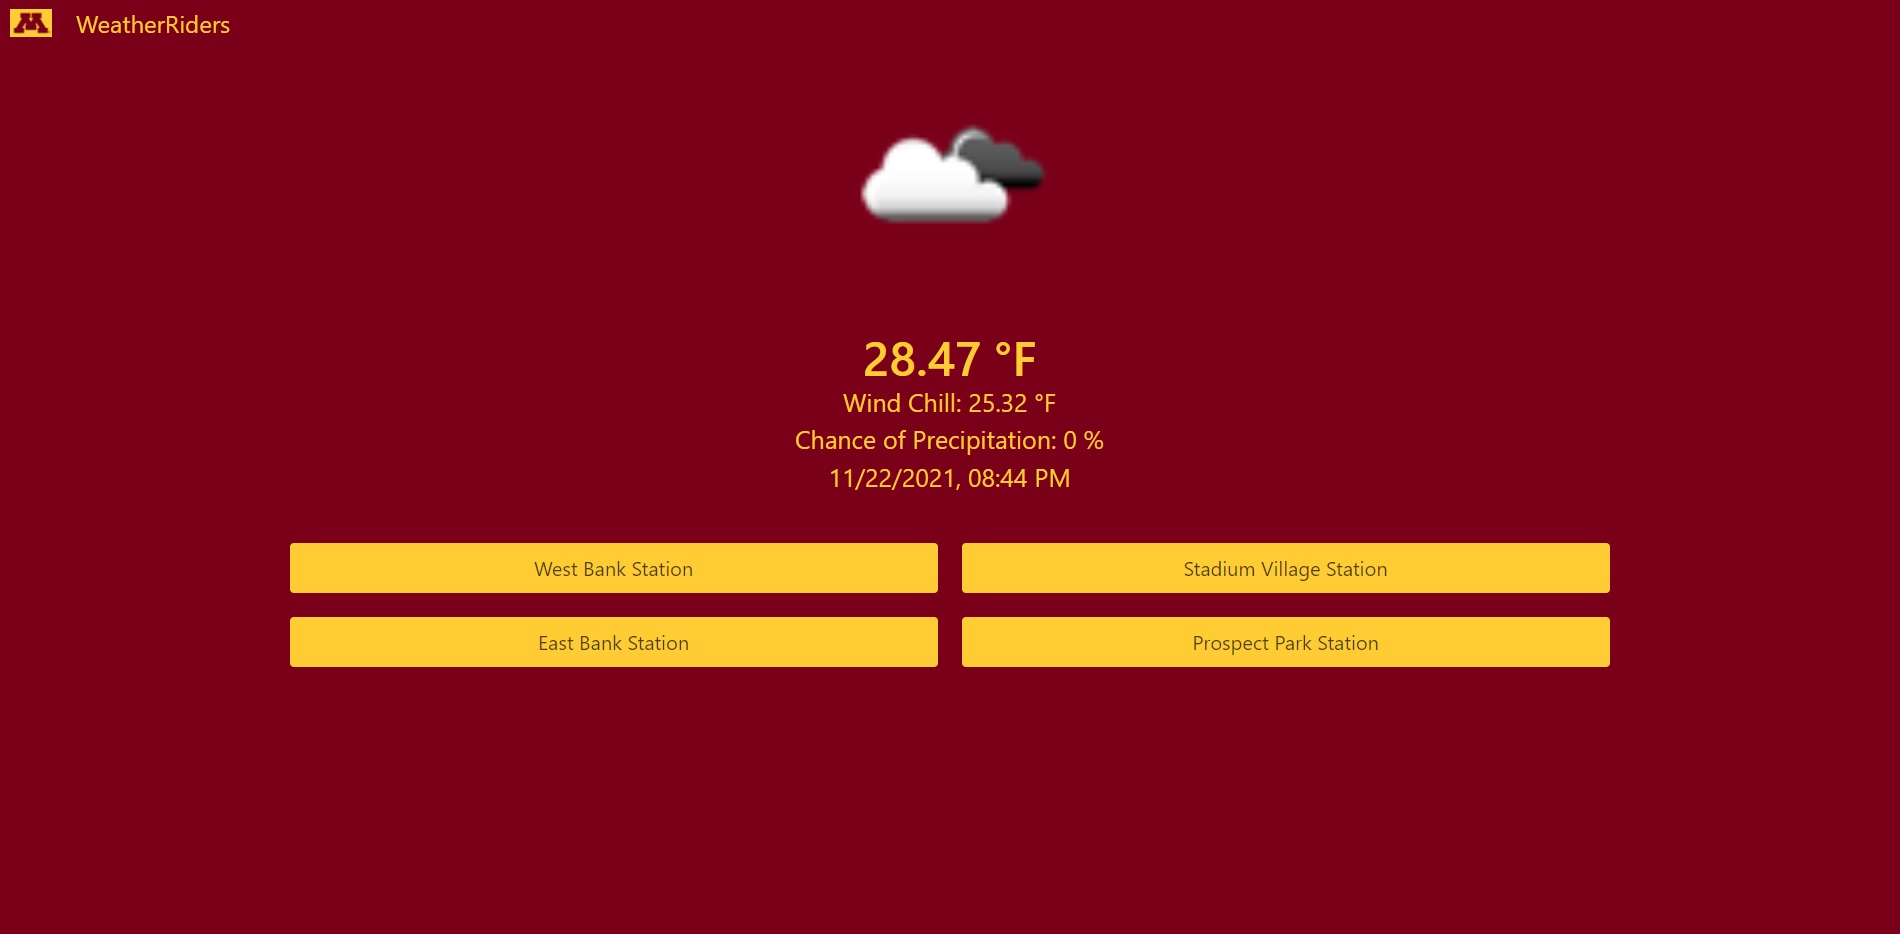 M WeatherRiders
28.47 °F
Wind Chill: 25.32 °F
Chance of Precipitation: 0 %
11/22/2021, 08:44 PM
West Bank Station
Stadium Village Station
East Bank Station
Prospect Park Station